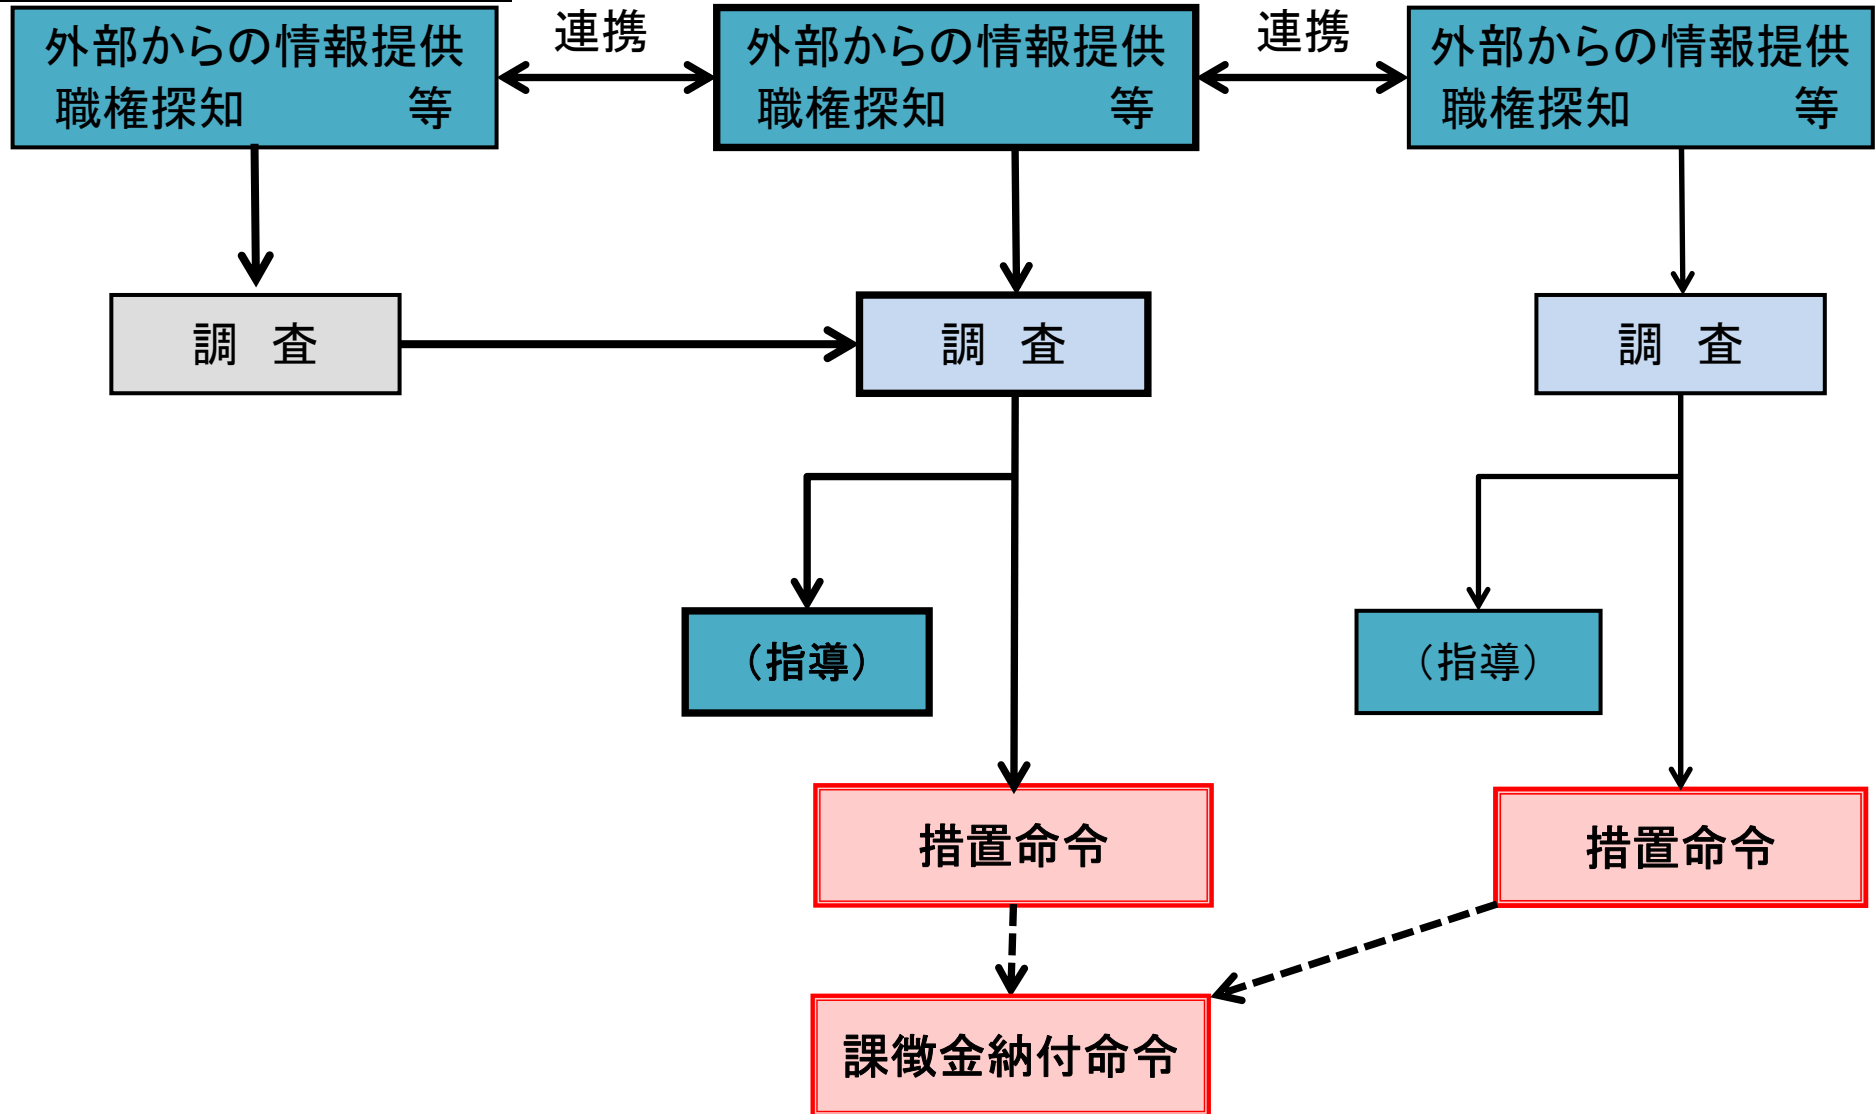 外部からの情報提供
職権探知 等
連携
外部からの情報提供
職権探知 等
連携
外部からの情報提供
職権探知 等
調 査
調 査
調 査
（指導）
（指導）
措置命令
措置命令
課徴金納付命令